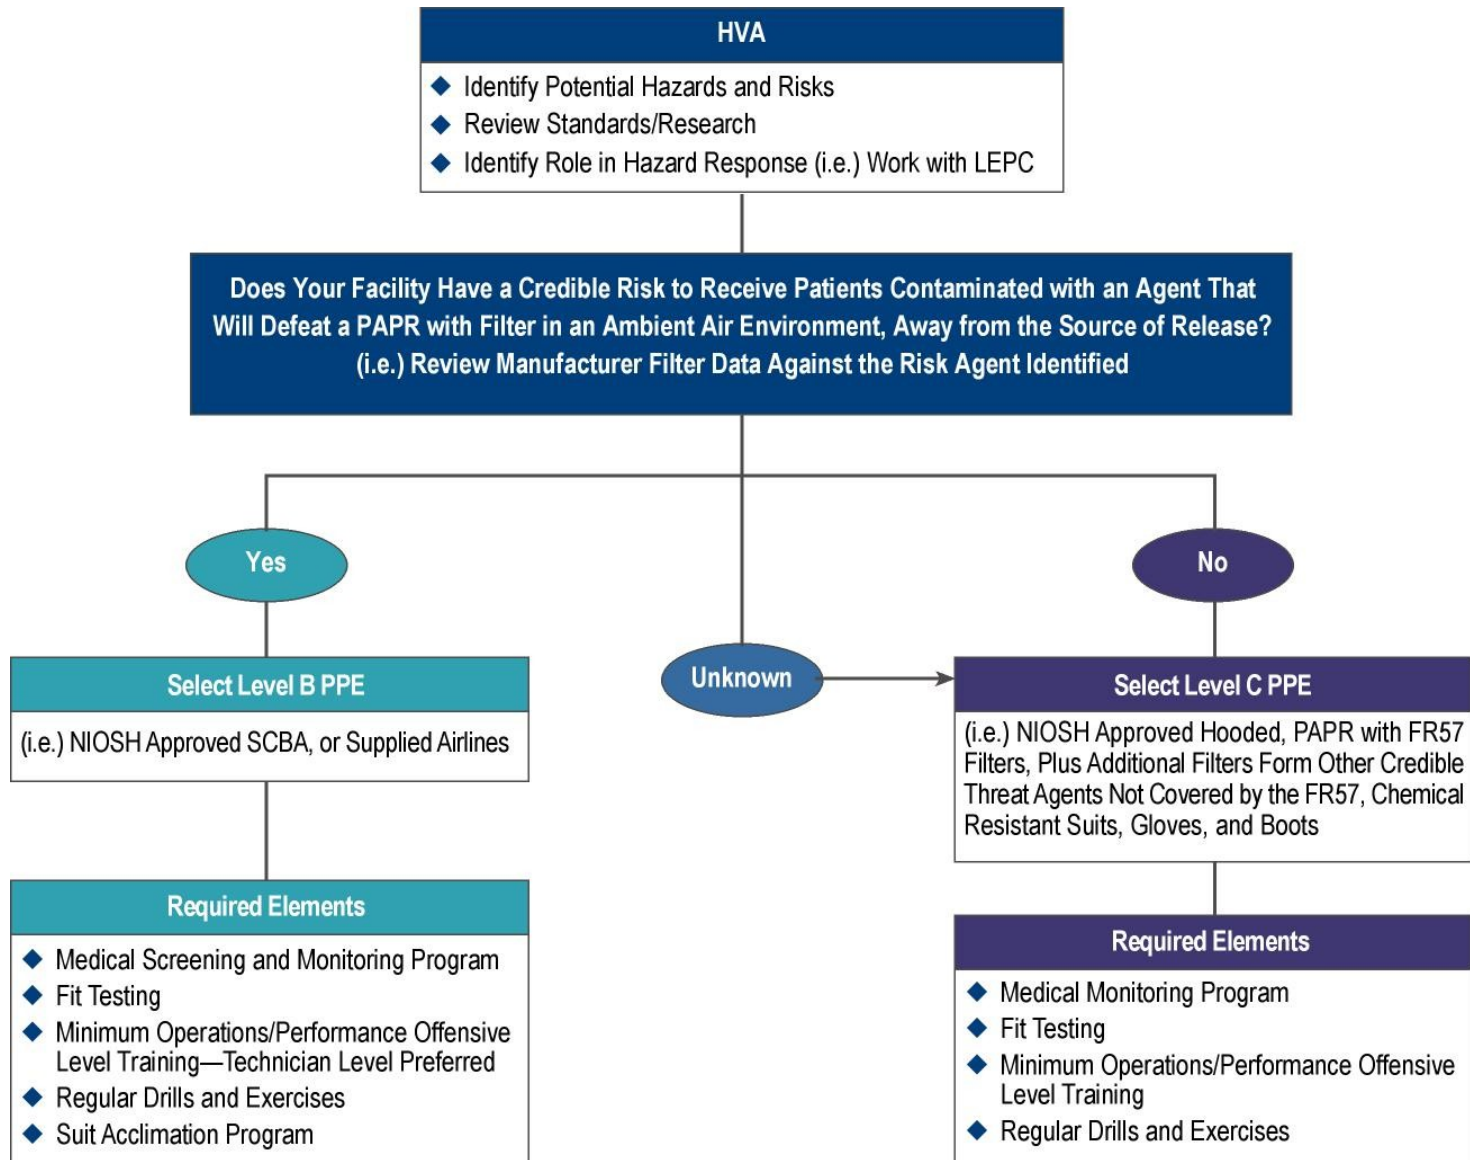 HVA
◆ Identify Potential Hazards and Risks
◆ Review Standards/Research
◆ Identify Role in Hazard Response (i.e.) Work with LEPC
Does Your Facility Have a Credible Risk to Receive Patients Contaminated with an Agent That
Will Defeat a PAPR with Filter in an Ambient Air Environment, Away from the Source of Release?
(i.e.) Review Manufacturer Filter Data Against the Risk Agent Identified
Yes
No
Unknown
Select Level B PPE
(i.e.) NIOSH Approved SCBA, or Supplied Airlines
Required Elements
◆ Medical Screening and Monitoring Program
◆ Fit Testing
◆ Minimum Operations/Performance Offensive
Level Training—Technician Level Preferred
◆ Regular Drills and Exercises
◆ Suit Acclimation Program
Select Level C PPE
(i.e.) NIOSH Approved Hooded, PAPR with FR57
Filters, Plus Additional Filters Form Other Credible
Threat Agents Not Covered by the FR57, Chemical
Resistant Suits, Gloves, and Boots
Required Elements
◆ Medical Monitoring Program
◆ Fit Testing
◆ Minimum Operations/Performance Offensive
Level Training
◆ Regular Drills and Exercises